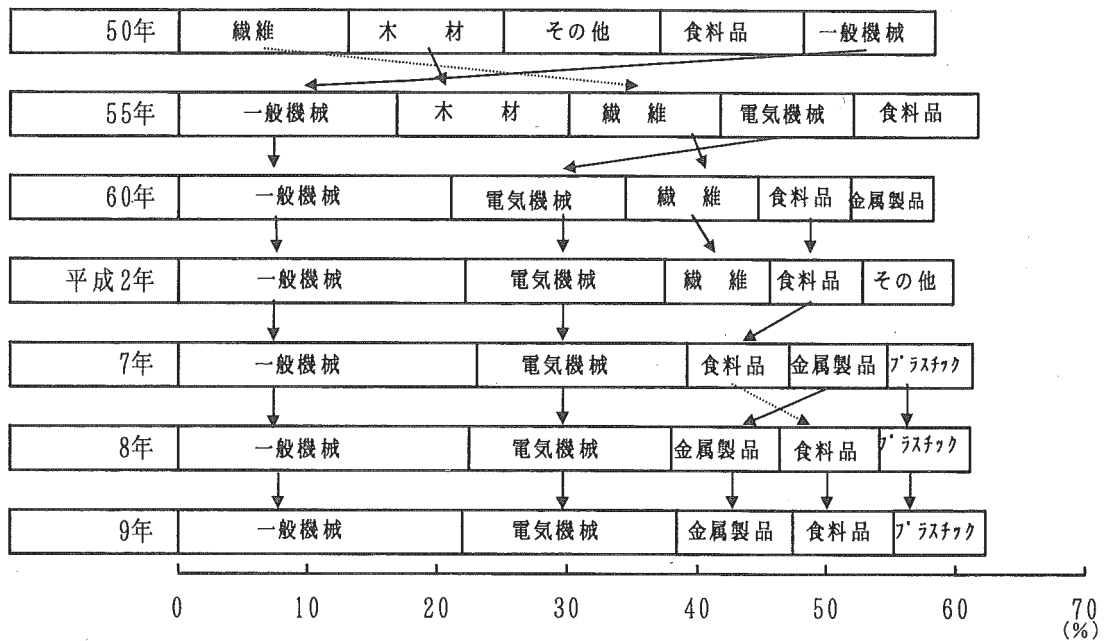 50年 繊維 木 材 その他 食料品 一般機械
55年 一般機械 木 材 繊 維 電気機械 食料品
60年 一般機械 電気機械 繊 維 食料品 金属製品
平成2年 一般機械 電気機械 繊 維 食料品 その他
7年 一般機械 電気機械 食料品 金属製品 プラスチック
8年 一般機械 電気機械 金属製品 食料品 プラスチック
9年 一般機械 電気機械 金属製品 食料品 プラスチック
0 10 20 30 40 50 60 70
(%)